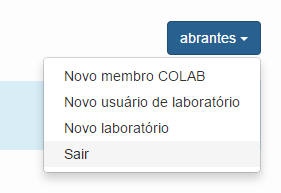 abrantes
Novo membro COLAB
Novo usuário de laboratório
Novo laboratório
Sair